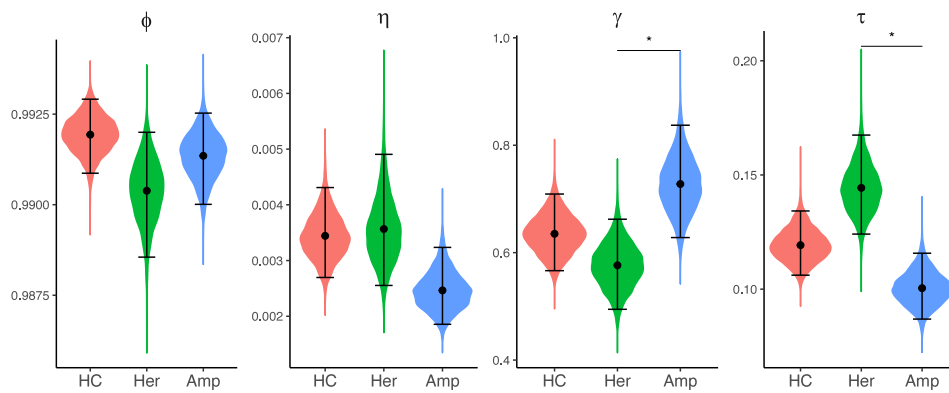 ϕ
0.9925
0.9900
0.9875
HC Her Amp
η
0.007
0.006
0.005
0.004
0.003
0.002
HC Her Amp
γ
*
1.0
0.8
0.6
0.4
HC Her Amp
τ
*
0.20
0.15
0.10
HC Her Amp